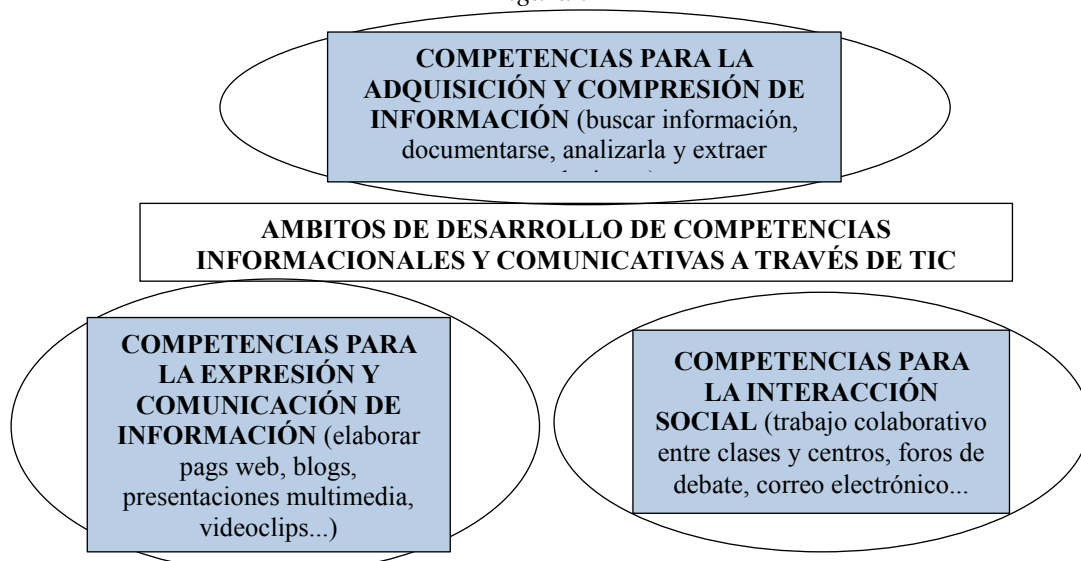 COMPETENCIAS PARA LA
ADQUISICIÓN Y COMPRESIÓN DE
INFORMACIÓN (buscar información,
documentarse, analizarla y extraer
AMBITOS DE DESARROLLO DE COMPETENCIAS
INFORMACIONALES Y COMUNICATIVAS A TRAVÉS DE TIC
COMPETENCIAS PARA
LA EXPRESIÓN Y
COMUNICACIÓN DE
INFORMACIÓN (elaborar
pags web, blogs,
presentaciones multimedia,
videoclips...)
COMPETENCIAS PARA
LA INTERACCIÓN
SOCIAL (trabajo colaborativo
entre clases y centros, foros de
debate, correo electrónico...